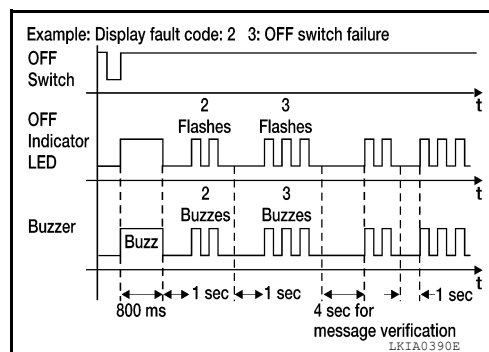 Example: Display fault code: 2 3: OFF switch failure
OFF
Switch
t
2 3
OFF
Indicator
LED
Flashes Flashes
t
2 3
Buzzes Buzzes
Buzzer
Buzz
t
1 sec 1 sec 1 sec
800 ms
4 sec for
message verification
LKIA0390E